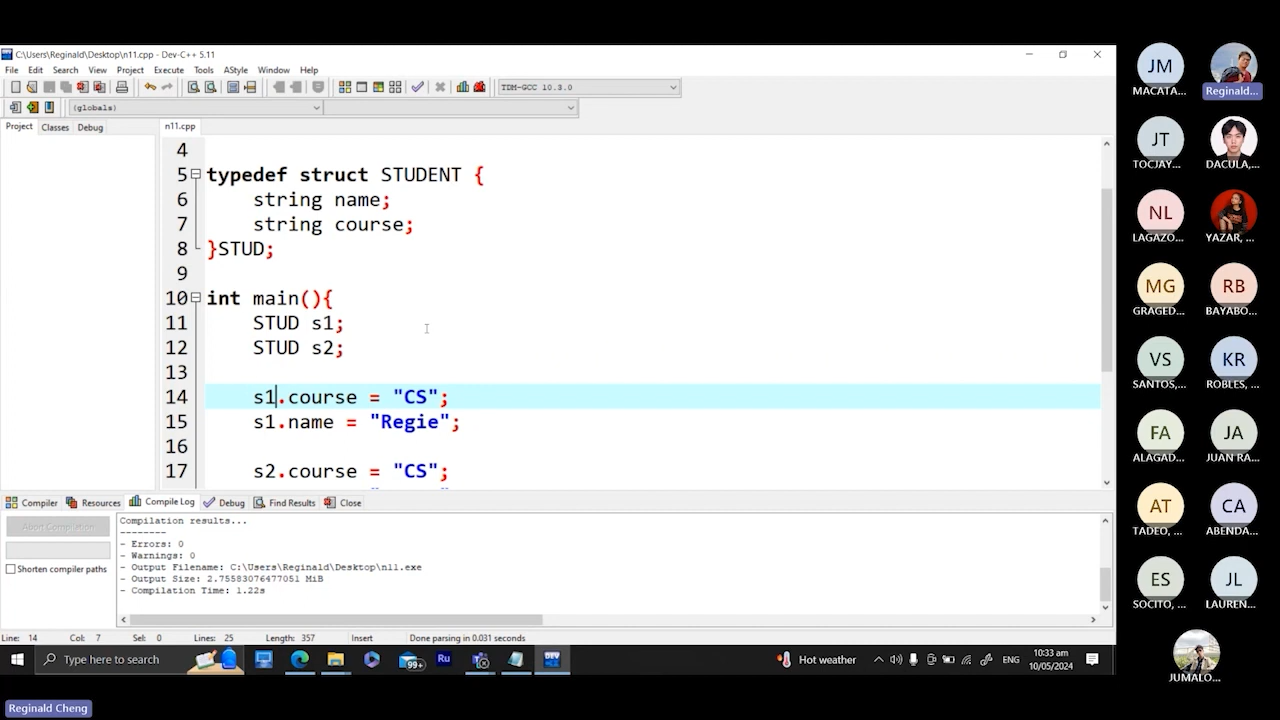 C:\Users\Reginald\Desktop\n11.cpp - Dev-C++ 5.11
File Edit Search View Project Execute Tools AStyle Window Help
TDM-GCC 10.3.0
(globals)
Project Classes Debug
n11.cpp
4
5 typedef struct STUDENT {
6 string name;
7 string course;
8 }STUD;
9
10 int main(){
11 STUD s1;
12 STUD s2;
13
14 s1.course = "CS";
15 s1.name = "Regie";
16
17 s2.course = "CS";
Compiler Resources Compile Log Debug Find Results Close
Abort Compilation
Shorten compiler paths
Compilation results...
--------
- Errors: 0
- Warnings: 0
- Output Filename: C:\Users\Reginald\Desktop\n11.exe
- Output Size: 2.75583076477051 MiB
- Compilation Time: 1.22s
Line: 14 Col: 7 Sel: 0 Lines: 25 Length: 357 Insert Done parsing in 0.031 seconds
Type here to search
99+
Ru
DEV
Hot weather
ENG
10:33 am
10/05/2024
Reginald Cheng
JM
MACATA...
Reginald...
JT
TOCJAY...
DACULA,...
NL
LAGAZO...
YAZAR, ...
MG
GRAGED...
RB
BAYABO...
VS
SANTOS,...
KR
ROBLES, ...
FA
ALAGAD...
JA
JUAN RA...
AT
TADEO, ...
CA
ABENDA...
ES
SOCITO, ...
JL
LAUREN...
JUMALO...